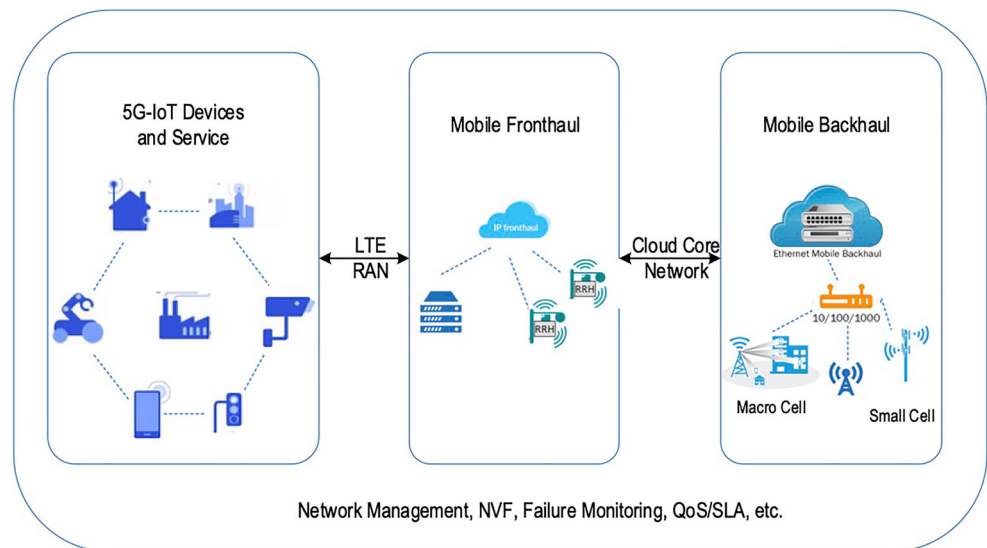 5G-IoT Devices
and Service
Mobile Fronthaul
Mobile Backhaul
IP fronthaul
LTE
RAN
Cloud Core
Network
Ethernet Mobile Backhaul
RRH
RRH
10/100/1000
Macro Cell
Small Cell
Network Management, NVF, Failure Monitoring, QoS/SLA, etc.